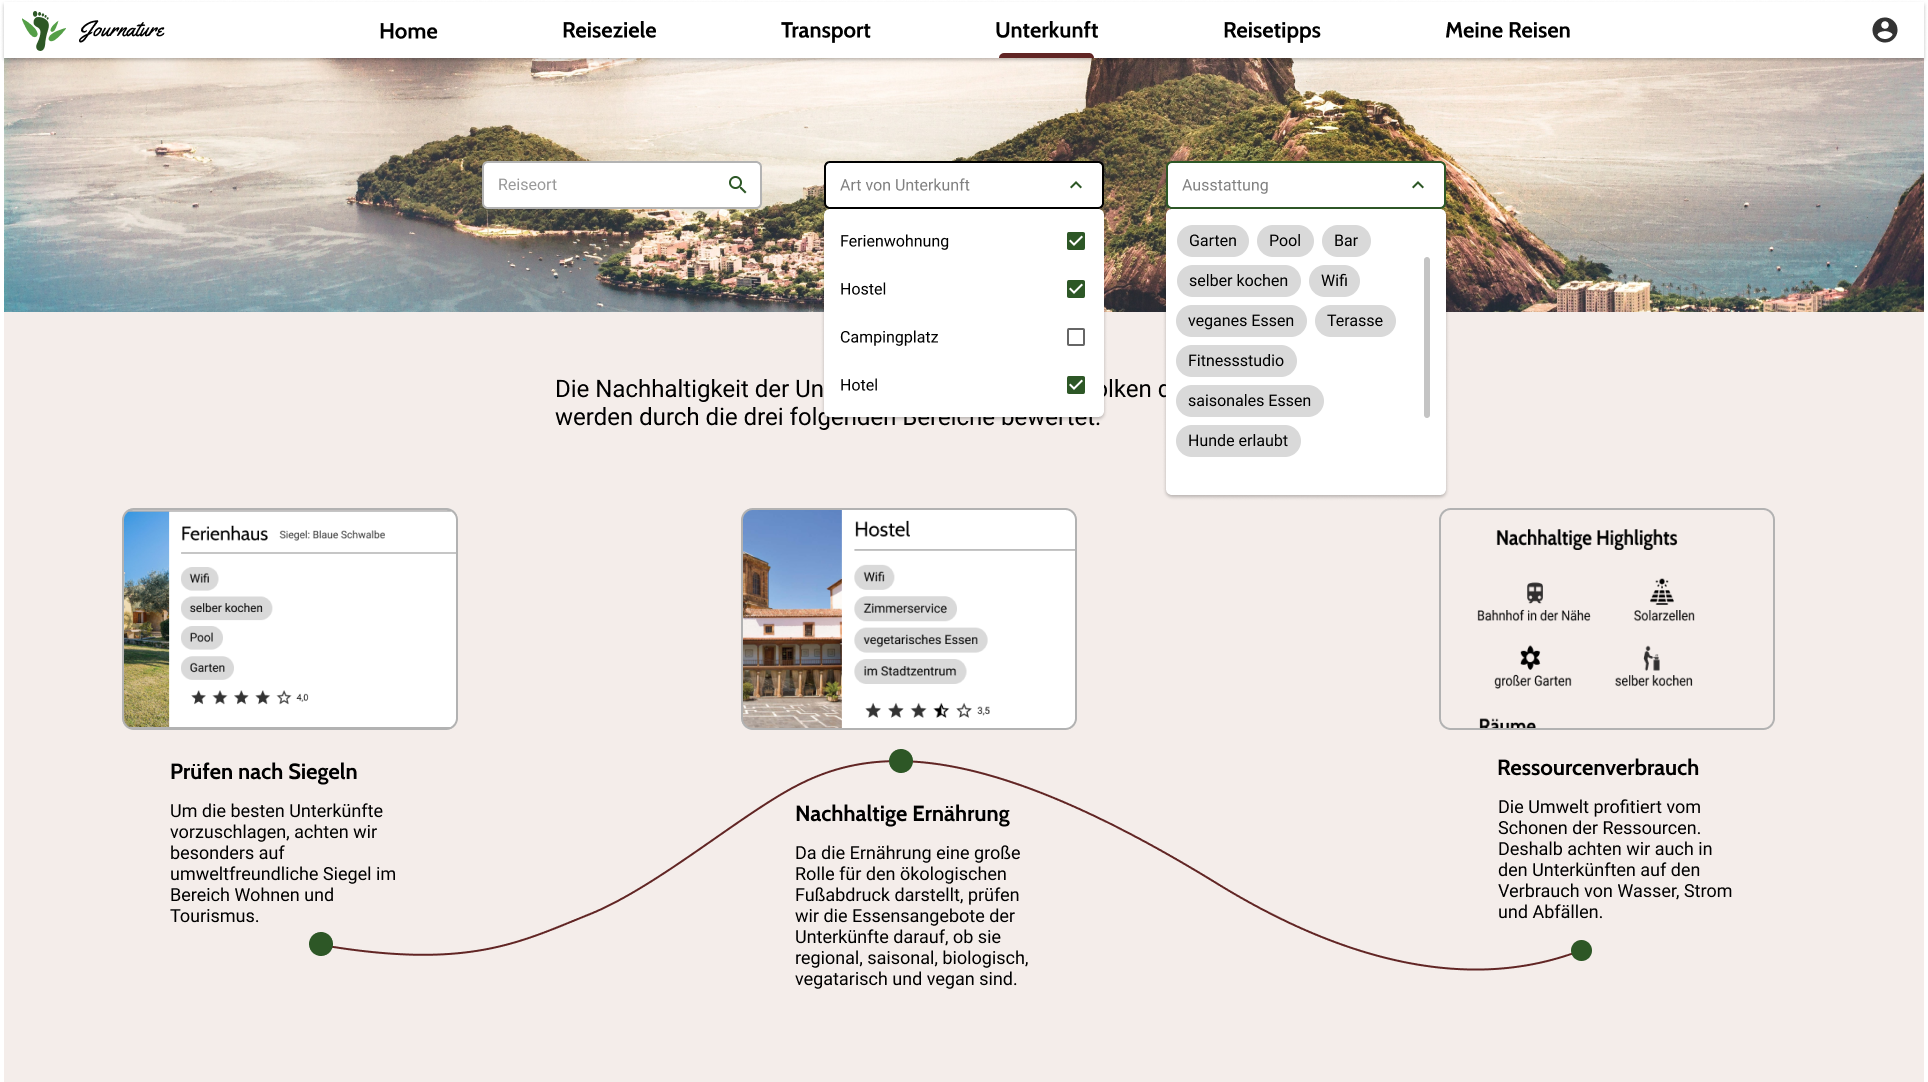 Journature
Home
Reiseziele
Transport
Unterkunft
Reisetipps
Meine Reisen
Reiseort
Art von Unterkunft
Ausstattung
Ferienwohnung
Hostel
Campingplatz
Hotel
Garten
Pool
Bar
selber kochen
Wifi
veganes Essen
Terasse
Fitnessstudio
saisonales Essen
Hunde erlaubt
Die Nachhaltigkeit der
werden durch die drei folgenden Bereiche bewertet.
Ferienhaus
Siegel: Blaue Schwalbe
Wifi
selber kochen
Pool
Garten
4,0
Hostel
Wifi
Zimmerservice
vegetarisches Essen
im Stadtzentrum
3,5
Nachhaltige Highlights
Bahnhof in der Nähe
Solarzellen
großer Garten
selber kochen
Räume
Prüfen nach Siegeln
Um die besten Unterkünfte
vorzuschlagen, achten wir
besonders auf
umweltfreundliche Siegel im
Bereich Wohnen und
Tourismus.
Nachhaltige Ernährung
Da die Ernährung eine große
Rolle für den ökologischen
Fußabdruck darstellt, prüfen
wir die Essensangebote der
Unterkünfte darauf, ob sie
regional, saisonal, biologisch,
vegatarisch und vegan sind.
Ressourcenverbrauch
Die Umwelt profitiert vom
Schonen der Ressourcen.
Deshalb achten wir auch in
den Unterkünften auf den
Verbrauch von Wasser, Strom
und Abfällen.